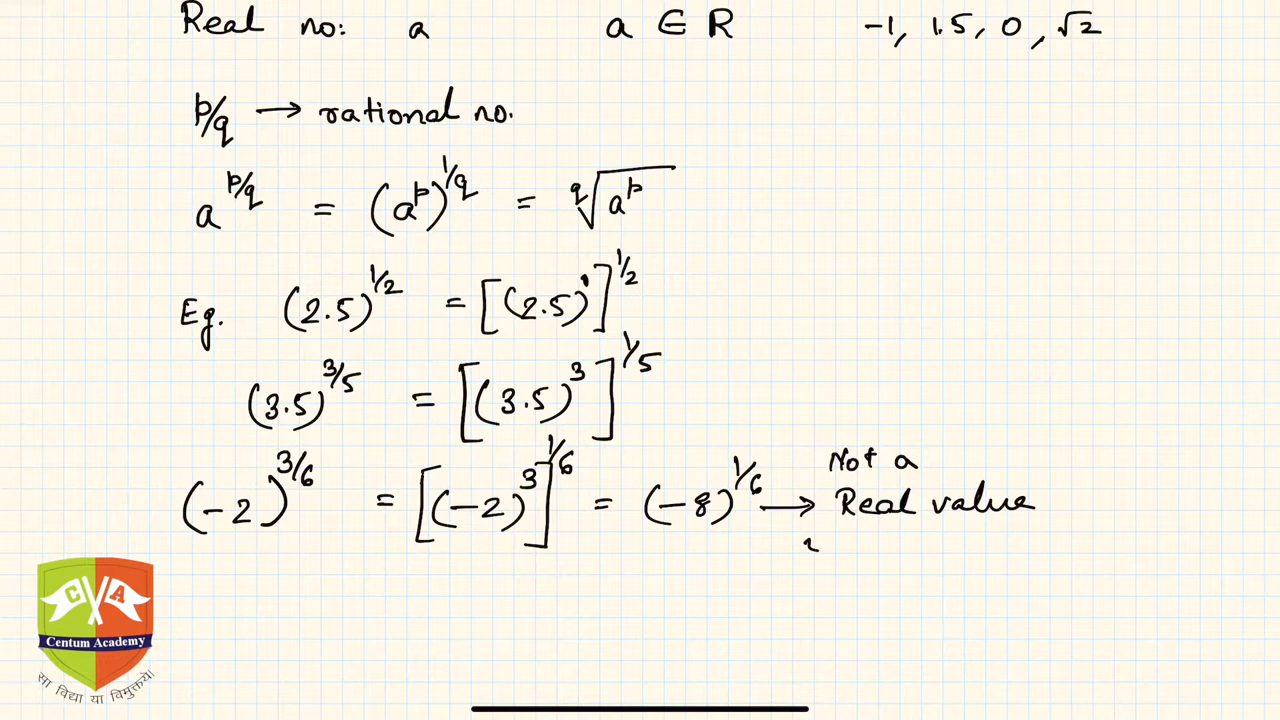 Real no: a a ∈ R -1, 1.5, 0, √2
p/q → rational no.
a^(p/q) = (a^p)^(1/q) = ^q√(a^p)
Eg. (2.5)^(1/2) = [(2.5)^1]^(1/2)
(3.5)^(3/5) = [(3.5)^3]^(1/5)
(-2)^(3/6) = [(-2)^3]^(1/6) = (-8)^(1/6) → Not a
Real value
CA
Centum Academy
सा विद्या या विमुक्तये।